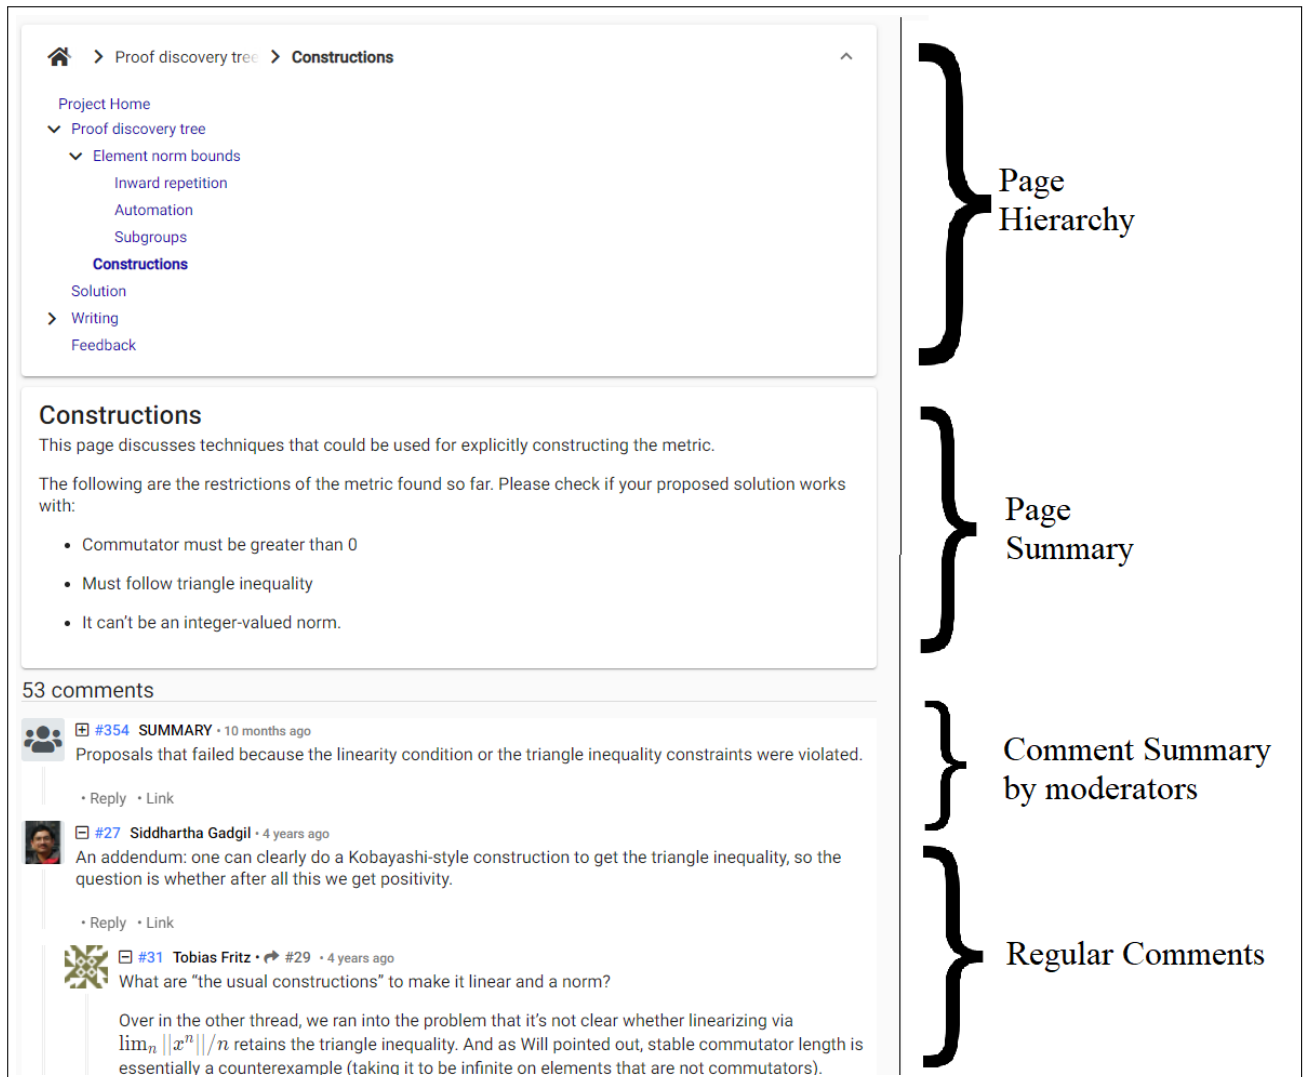 Proof discovery tree Constructions
Project Home
Proof discovery tree
Element norm bounds
Inward repetition
Automation
Subgroups
Constructions
Solution
Writing
Feedback
Page
Hierarchy
Constructions
This page discusses techniques that could be used for explicitly constructing the metric.
The following are the restrictions of the metric found so far. Please check if your proposed solution works
with:
• Commutator must be greater than 0
• Must follow triangle inequality
• It can't be an integer-valued norm.
Page
Summary
53 comments
#354 SUMMARY • 10 months ago
Proposals that failed because the linearity condition or the triangle inequality constraints were violated.
• Reply • Link
Comment Summary
by moderators
#27 Siddhartha Gadgil • 4 years ago
An addendum: one can clearly do a Kobayashi-style construction to get the triangle inequality, so the
question is whether after all this we get positivity.
• Reply • Link
#31 Tobias Fritz • #29 • 4 years ago
What are “the usual constructions” to make it linear and a norm?
Over in the other thread, we ran into the problem that it's not clear whether linearizing via
lim_n ||x^n||/n retains the triangle inequality. And as Will pointed out, stable commutator length is
essentially a counterexample (taking it to be infinite on elements that are not commutators).
Regular Comments